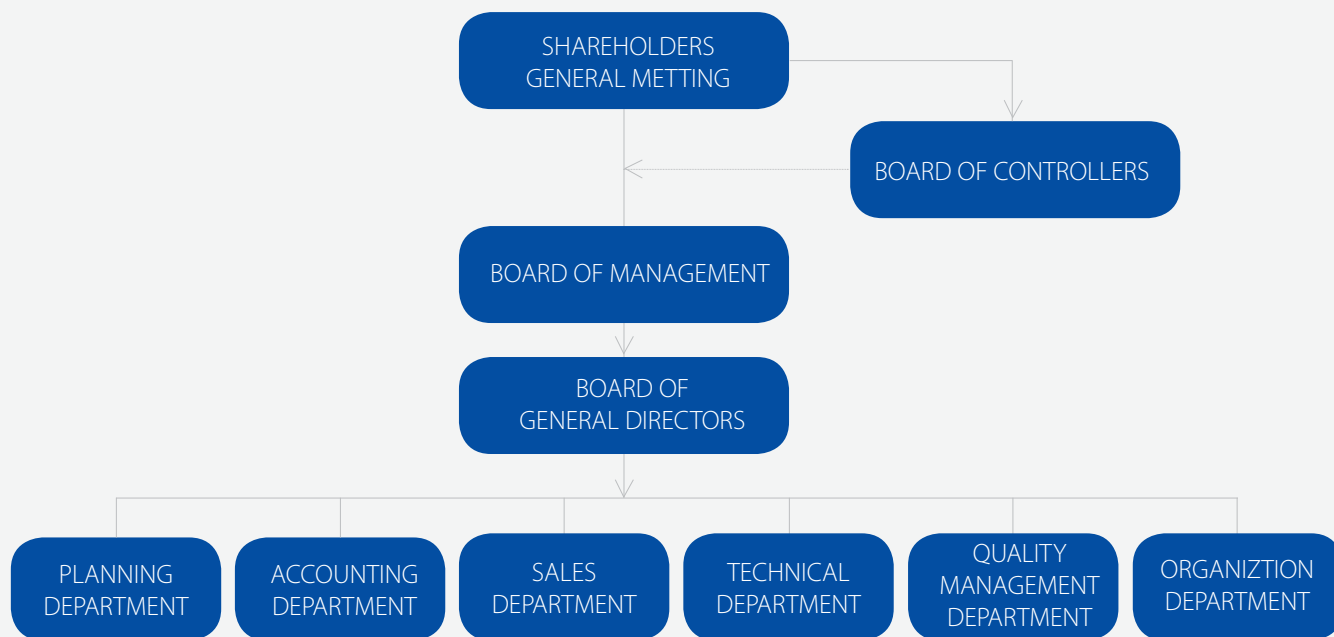 SHAREHOLDERS
GENERAL METTING
BOARD OF CONTROLLERS
BOARD OF MANAGEMENT
BOARD OF
GENERAL DIRECTORS
PLANNING
DEPARTMENT
ACCOUNTING
DEPARTMENT
SALES
DEPARTMENT
TECHNICAL
DEPARTMENT
QUALITY
MANAGEMENT
DEPARTMENT
ORGANIZTION
DEPARTMENT